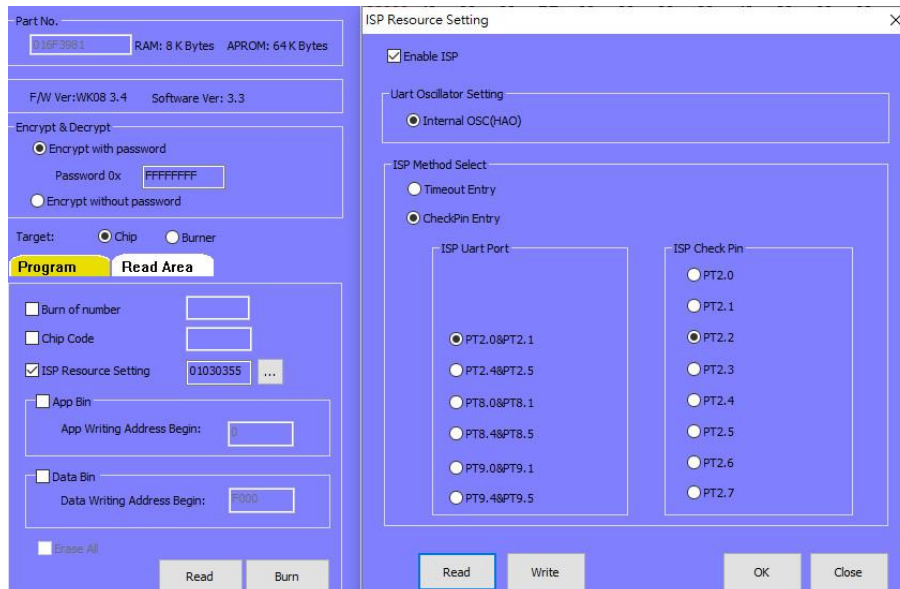 Part No.
016F3981 RAM: 8 K Bytes APROM: 64 K Bytes
F/W Ver:WK08 3.4 Software Ver: 3.3
Encrypt & Decrypt
Encrypt with password
Password 0x FFFFFFFF
Encrypt without password
Target: Chip Burner
Program Read Area
Burn of number
Chip Code
ISP Resource Setting 01030355 ...
App Bin
App Writing Address Begin: 0
Data Bin
Data Writing Address Begin: F000
Erase All
Read Burn
ISP Resource Setting
Enable ISP
Uart Oscillator Setting
Internal OSC(HAO)
ISP Method Select
Timeout Entry
CheckPin Entry
ISP Uart Port
PT2.0&PT2.1
PT2.4&PT2.5
PT8.0&PT8.1
PT8.4&PT8.5
PT9.0&PT9.1
PT9.4&PT9.5
ISP Check Pin
PT2.0
PT2.1
PT2.2
PT2.3
PT2.4
PT2.5
PT2.6
PT2.7
Read Write OK Close